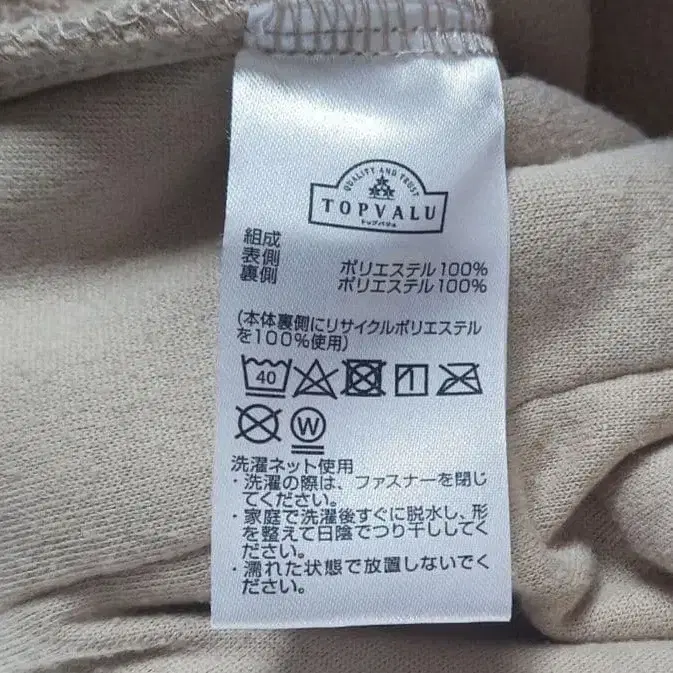 QUALITY AND TRUST
TOPVALU
トップバリュ
組成
表側 ポリエステル100%
裏側 ポリエステル100%
(本体裏側にリサイクルポリエステル
を100%使用)
40
W
洗濯ネット使用
・洗濯の際は、ファスナーを閉じ
てください。
・家庭で洗濯後すぐに脱水し、形
を整えて日陰でつり干ししてく
ださい。
・濡れた状態で放置しないでく
ださい。